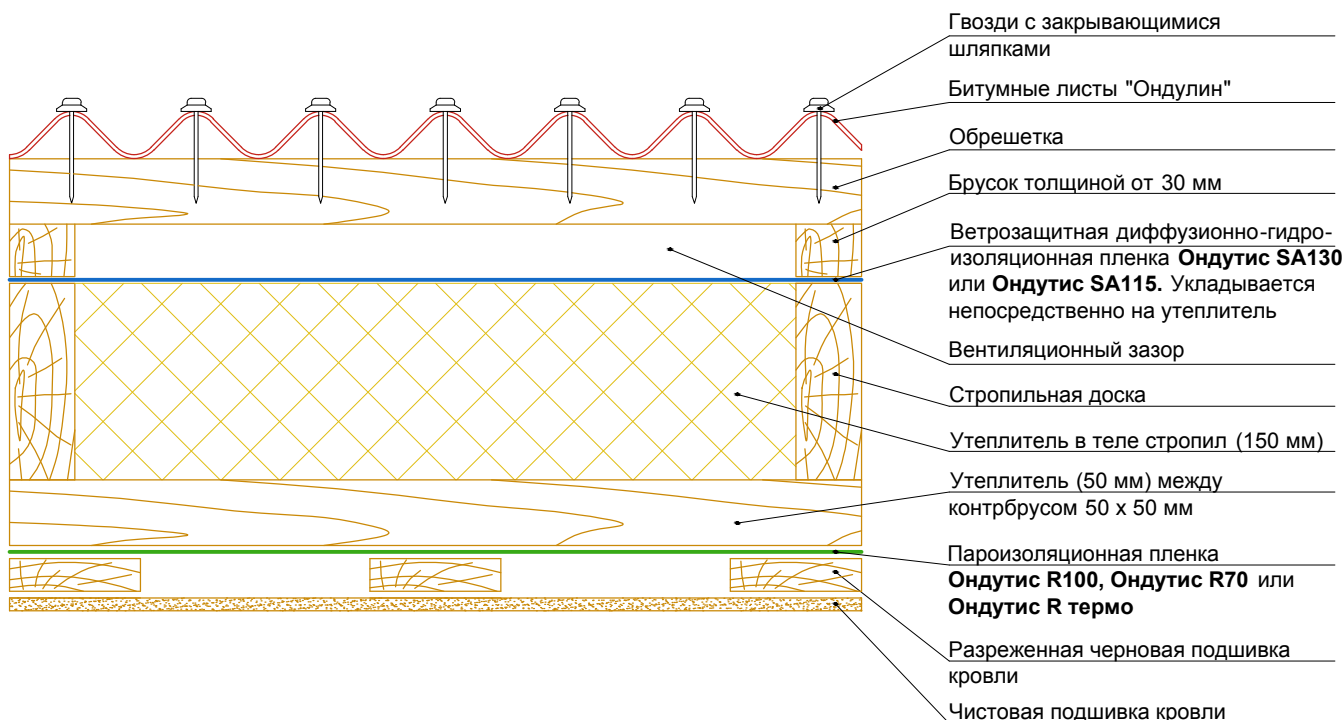 Гвозди с закрывающимися
шляпками
Битумные листы "Ондулин"
Обрешетка
Брусок толщиной от 30 мм
Ветрозащитная диффузионно-гидро-
изоляционная пленка Ондутис SA130
или Ондутис SA115. Укладывается
непосредственно на утеплитель
Вентиляционный зазор
Стропильная доска
Утеплитель в теле стропил (150 мм)
Утеплитель (50 мм) между
контрбрусом 50 х 50 мм
Пароизоляционная пленка
Ондутис R100, Ондутис R70 или
Ондутис R термо
Разреженная черновая подшивка
кровли
Чистовая подшивка кровли